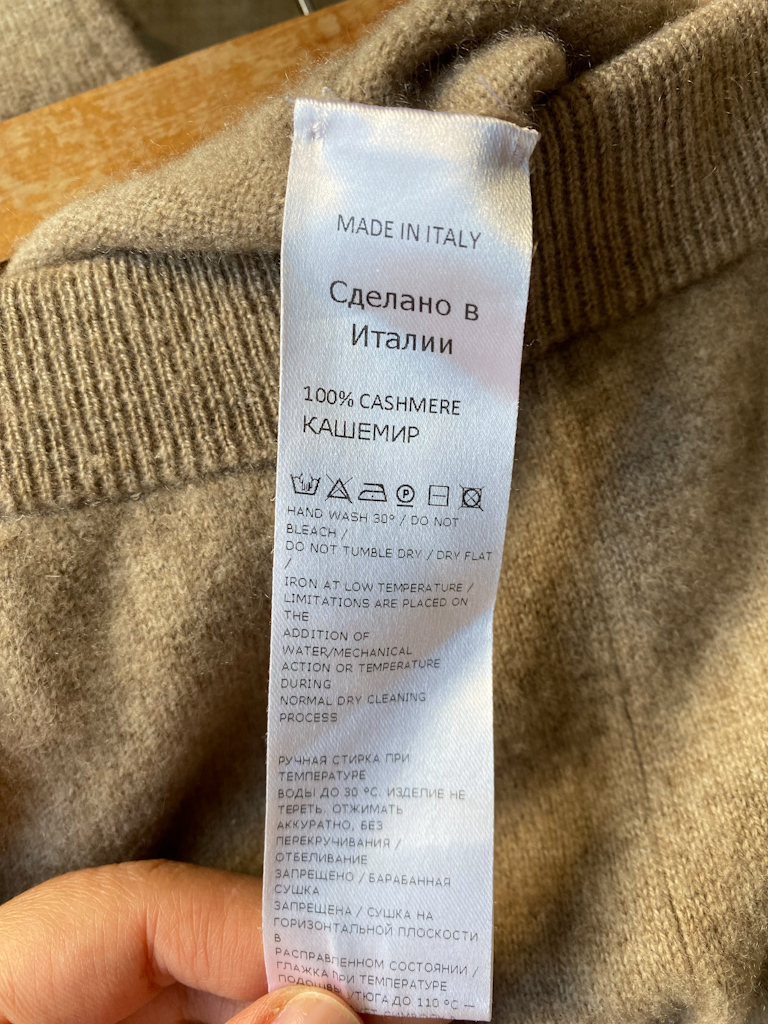 MADE IN ITALY
Сделано в
Италии
100% CASHMERE
КАШЕМИР
P
HAND WASH 30° / DO NOT
BLEACH /
DO NOT TUMBLE DRY / DRY FLAT
/
IRON AT LOW TEMPERATURE /
LIMITATIONS ARE PLACED ON
THE
ADDITION OF
WATER/MECHANICAL
ACTION OR TEMPERATURE
DURING
NORMAL DRY CLEANING
PROCESS
РУЧНАЯ СТИРКА ПРИ
ТЕМПЕРАТУРЕ
ВОДЫ ДО 30 °C. ИЗДЕЛИЕ НЕ
ТЕРЕТЬ. ОТЖИМАТЬ
АККУРАТНО, БЕЗ
ПЕРЕКРУЧИВАНИЯ /
ОТБЕЛИВАНИЕ
ЗАПРЕЩЕНО / БАРАБАННАЯ
СУШКА
ЗАПРЕЩЕНА / СУШКА НА
ГОРИЗОНТАЛЬНОЙ ПЛОСКОСТИ
В
РАСПРАВЛЕННОМ СОСТОЯНИИ /
ГЛАЖКА ПРИ ТЕМПЕРАТУРЕ
ПОДОШВЫ УТЮГА ДО 110 °C —